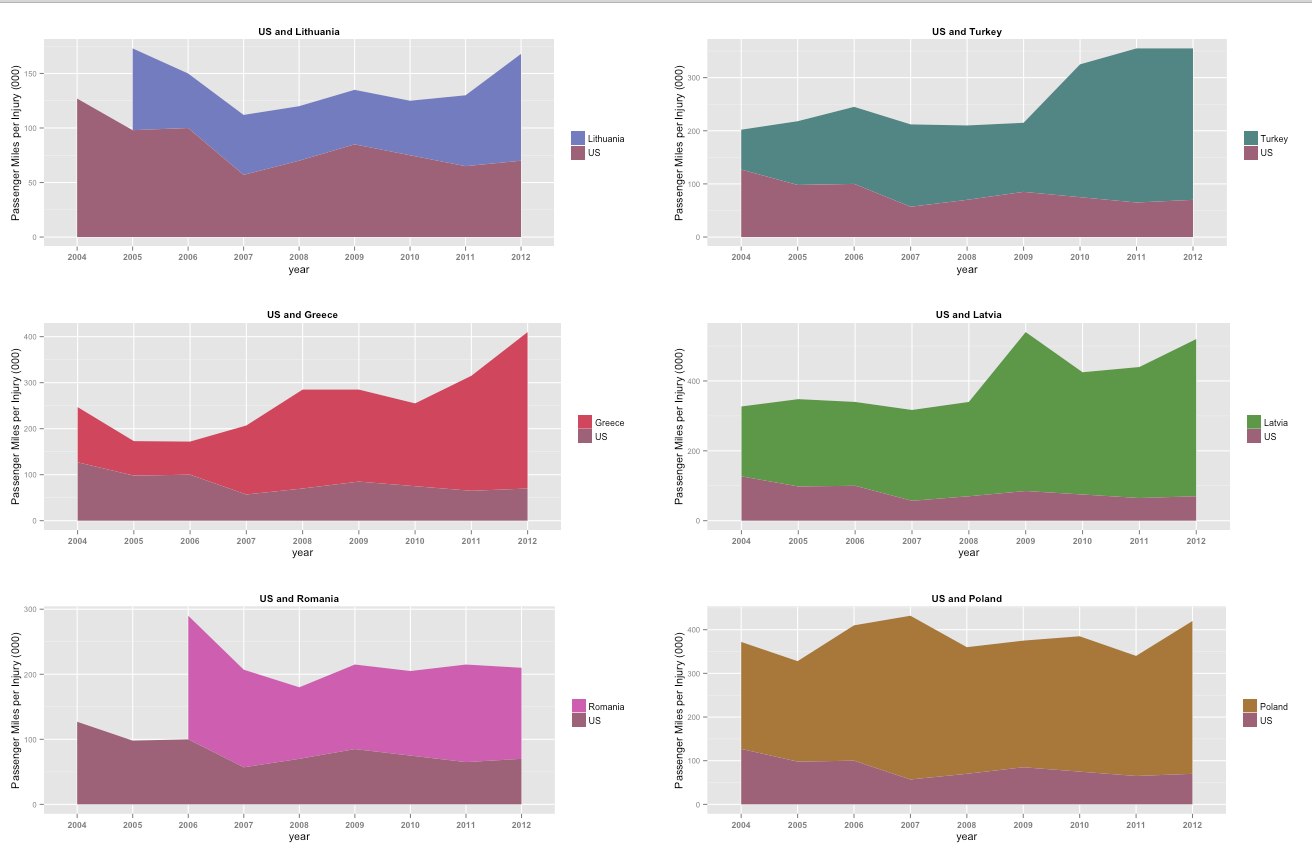 US and Lithuania
Passenger Miles per Injury (000)
150
100
50
0
2004 2005 2006 2007 2008 2009 2010 2011 2012
year
Lithuania
US
US and Turkey
Passenger Miles per Injury (000)
300
200
100
0
2004 2005 2006 2007 2008 2009 2010 2011 2012
year
Turkey
US
US and Greece
Passenger Miles per Injury (000)
400
300
200
100
0
2004 2005 2006 2007 2008 2009 2010 2011 2012
year
Greece
US
US and Latvia
Passenger Miles per Injury (000)
400
200
0
2004 2005 2006 2007 2008 2009 2010 2011 2012
year
Latvia
US
US and Romania
Passenger Miles per Injury (000)
300
200
100
0
2004 2005 2006 2007 2008 2009 2010 2011 2012
year
Romania
US
US and Poland
Passenger Miles per Injury (000)
400
300
200
100
0
2004 2005 2006 2007 2008 2009 2010 2011 2012
year
Poland
US